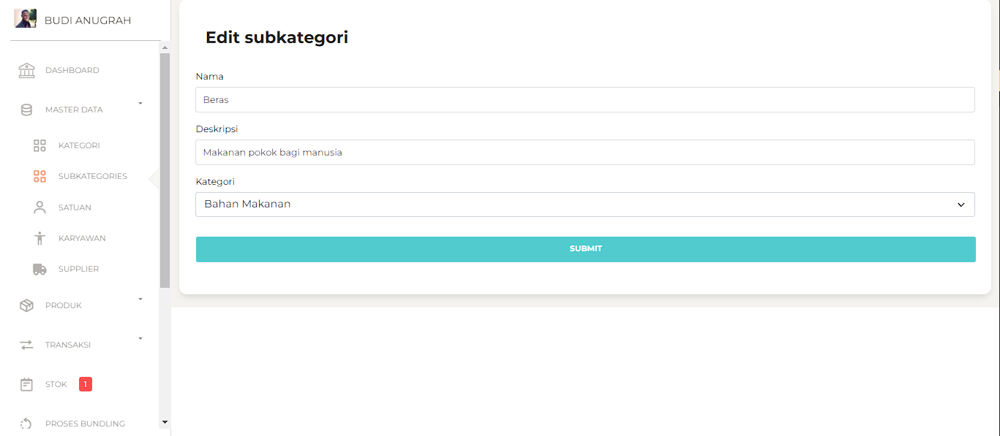 BUDI ANUGRAH
DASHBOARD
MASTER DATA
KATEGORI
SUBKATEGORIES
SATUAN
KARYAWAN
SUPPLIER
PRODUK
TRANSAKSI
STOK 1
PROSES BUNDLING
Edit subkategori
Nama
Beras
Deskripsi
Makanan pokok bagi manusia
Kategori
Bahan Makanan
SUBMIT